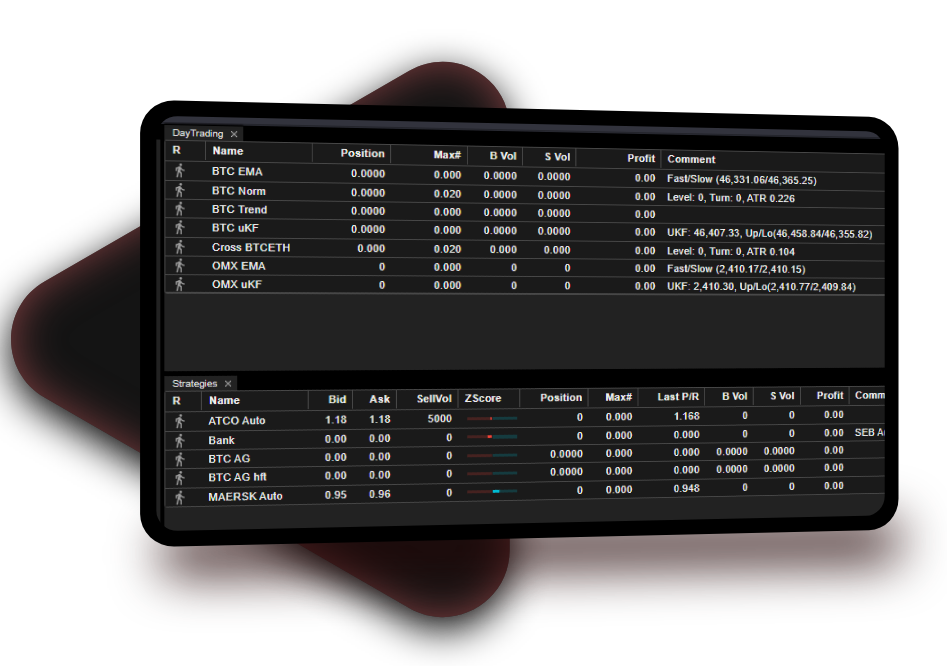 DayTrading
R Name Position Max# B Vol S Vol Profit Comment
BTC EMA 0.0000 0.000 0.0000 0.0000 0.00 Fast/Slow (46,331.06/46,365.25)
BTC Norm 0.0000 0.020 0.0000 0.0000 0.00 Level: 0, Turn: 0, ATR 0.226
BTC Trend 0.0000 0.000 0.0000 0.0000 0.00
BTC uKF 0.0000 0.000 0.0000 0.0000 0.00 UKF: 46,407.33, Up/Lo(46,458.84/46,355.82)
Cross BTCETH 0.000 0.020 0.000 0.000 0.00 Level: 0, Turn: 0, ATR 0.104
OMX EMA 0 0.000 0 0 0.00 Fast/Slow (2,410.17/2,410.15)
OMX uKF 0 0.000 0 0 0.00 UKF: 2,410.30, Up/Lo(2,410.77/2,409.84)
Strategies
R Name Bid Ask SellVol ZScore Position Max# Last P/R B Vol S Vol Profit Comm
ATCO Auto 1.18 1.18 5000 0 0.000 1.168 0 0 0.00
Bank 0.00 0.00 0 0 0.000 0.000 0 0 0.00 SEB
BTC AG 0.00 0.00 0 0.0000 0.000 0.000 0.0000 0.0000 0.00
BTC AG hft 0.00 0.00 0 0.0000 0.000 0.000 0.0000 0.0000 0.00
MAERSK Auto 0.95 0.96 0 0 0.000 0.948 0 0 0.00